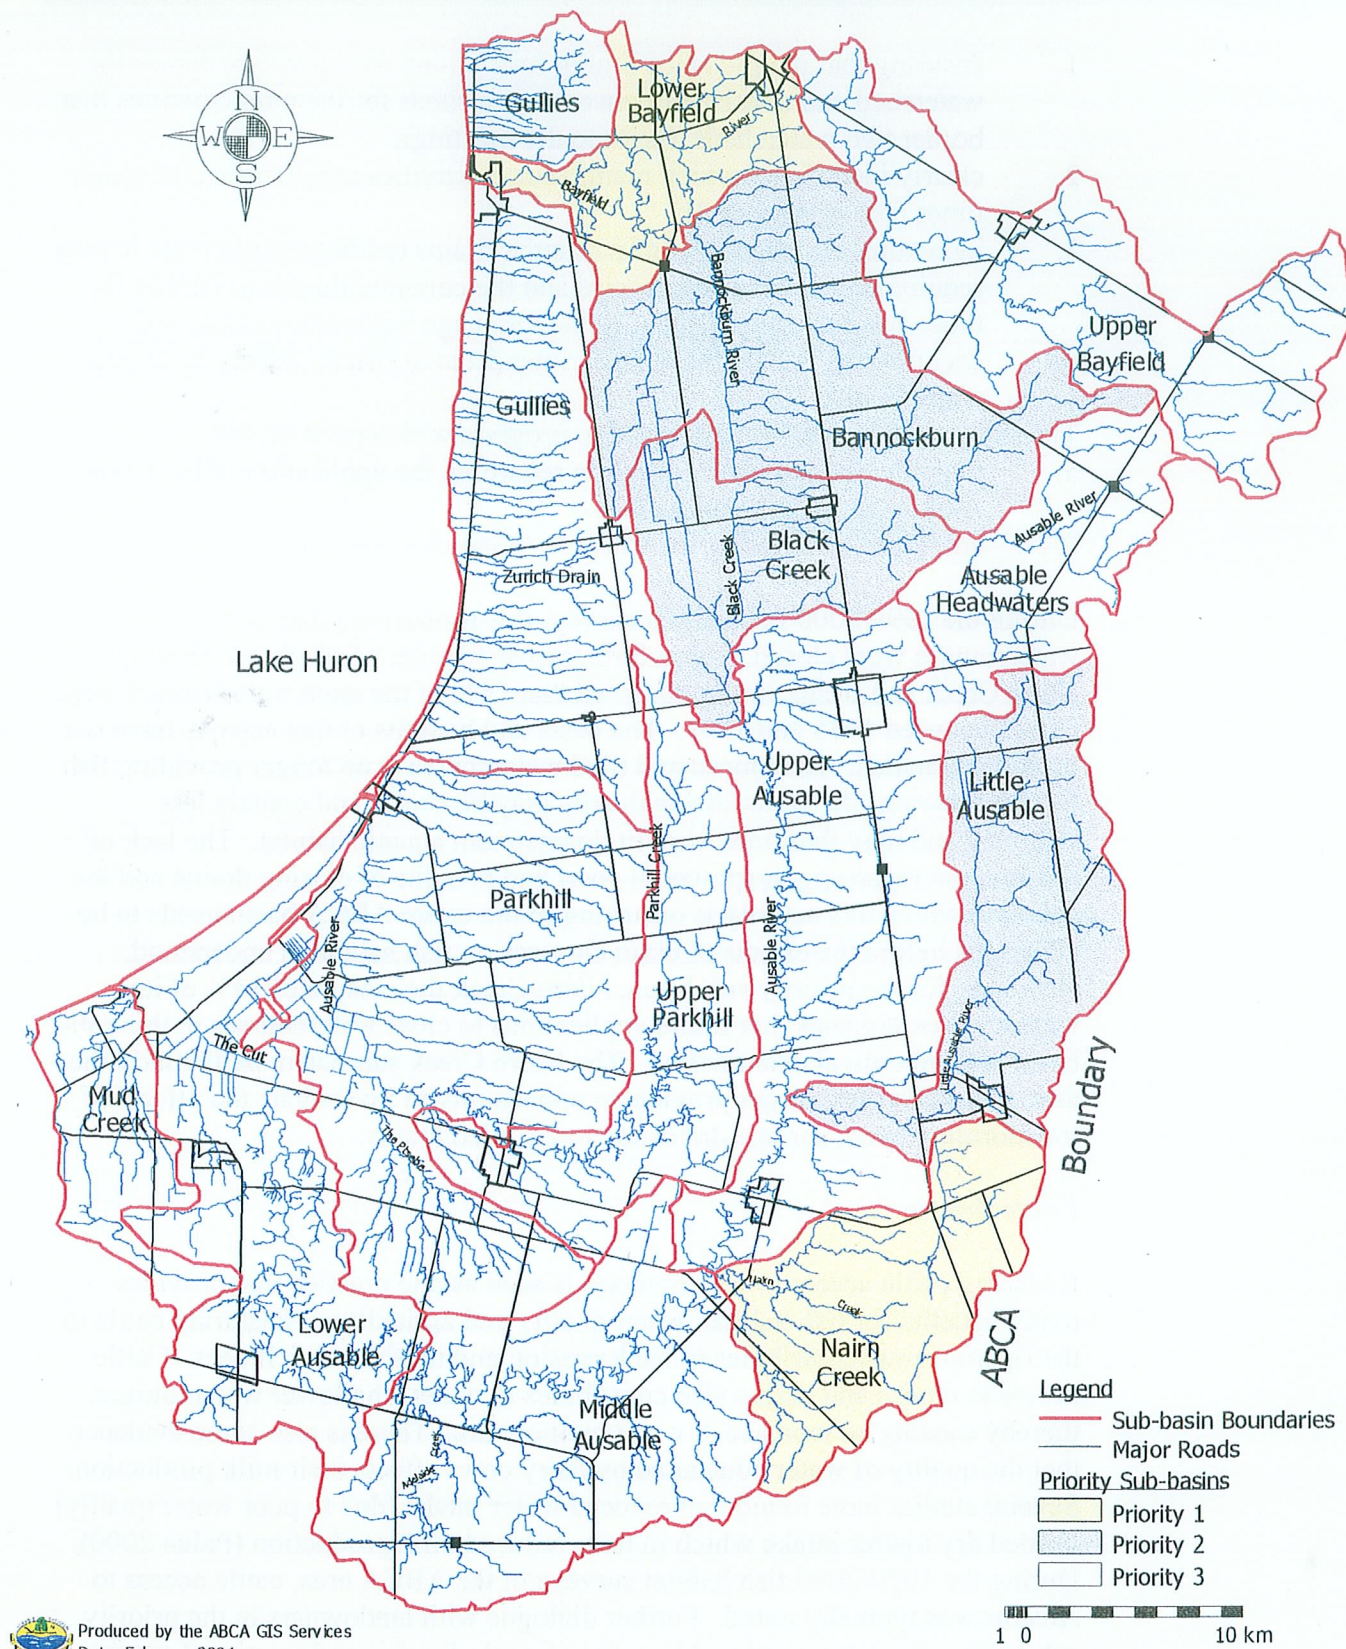 N
W E
S
Gullies
Lower
Bayfield
River
Bayfield
Bannockburn River
Upper
Bayfield
Gullies
Bannockburn
Ausable River
Black
Creek
Black Creek
Zurich Drain
Ausable
Headwaters
Lake Huron
Upper
Ausable
Little
Ausable
Parkhill Creek
Parkhill
Ausable River
Ausable River
Upper
Parkhill
Little Ausable River
The Cut
Mud
Creek
The Phoebe
Boundary
Nairn
Creek
Lower
Ausable
Nairn
Creek
ABCA
Middle
Ausable
Adelaide Creek
Legend
Sub-basin Boundaries
Major Roads
Priority Sub-basins
Priority 1
Priority 2
Priority 3
1 0 10 km
Produced by the ABCA GIS Services